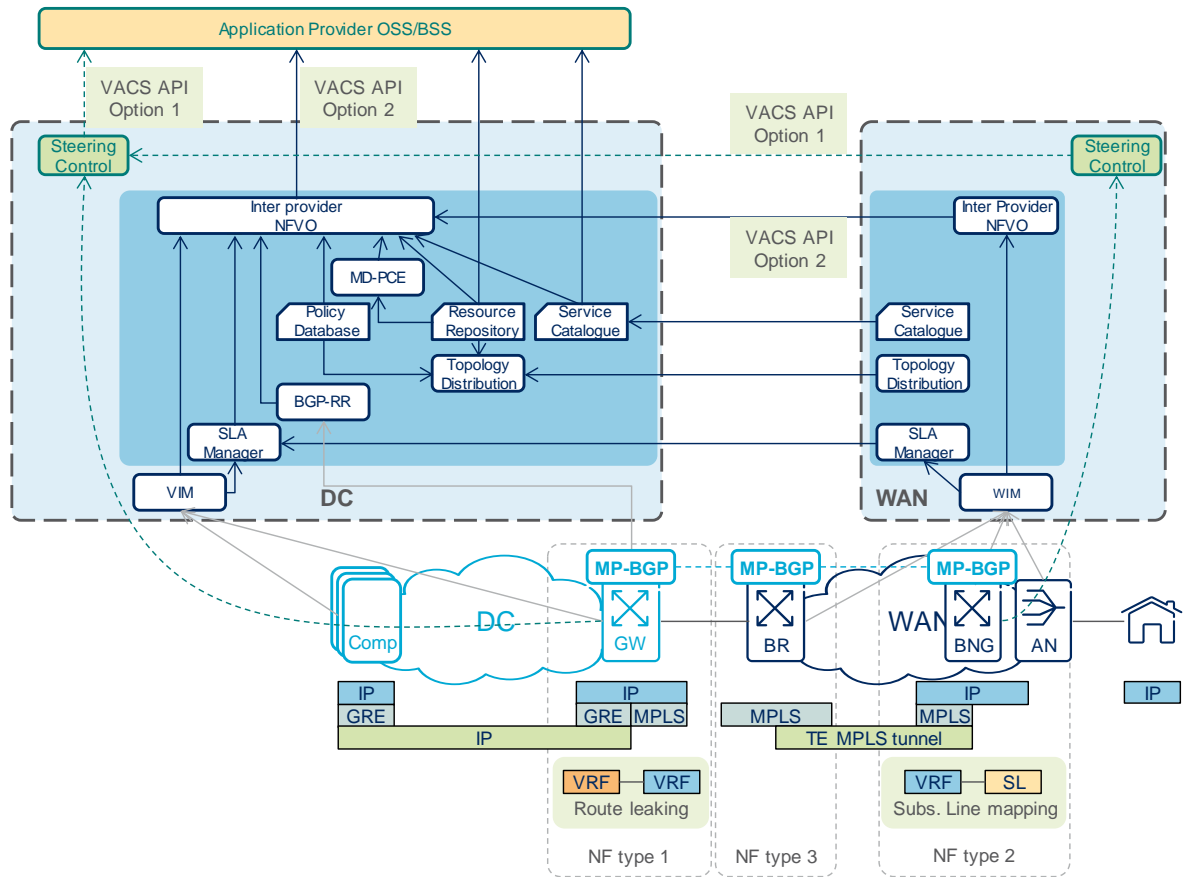 Application Provider OSS/BSS
VACS API
Option 1
VACS API
Option 2
VACS API
Option 1
Steering
Control
Steering
Control
Inter provider
NFVO
Inter Provider
NFVO
VACS API
Option 2
MD-PCE
Policy
Database
Resource
Repository
Service
Catalogue
Service
Catalogue
Topology
Distribution
Topology
Distribution
BGP-RR
SLA
Manager
SLA
Manager
VIM
DC
WAN
WIM
MP-BGP
MP-BGP
MP-BGP
DC
WAN
Comp
GW
BR
BNG
AN
IP
IP
IP
IP
GRE
GRE
MPLS
MPLS
MPLS
IP
TE MPLS tunnel
VRF
VRF
VRF
SL
Route leaking
Subs. Line mapping
NF type 1
NF type 3
NF type 2